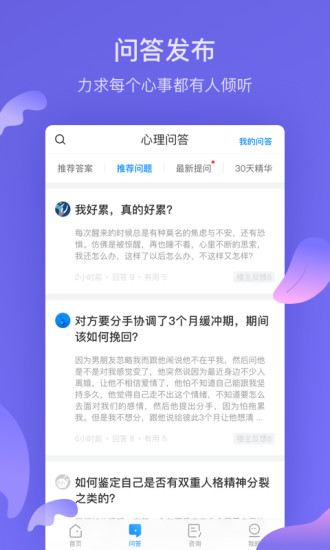 问答发布
力求每个心事都有人倾听
心理问答
我的问答
推荐答案 推荐问题 最新提问 30天精华
我好累，真的好累？
每次醒来的时候总是有种莫名的焦虑与不安，还有恐
惧。仿佛是被惊醒，再也睡不着，心里不断的思索，
我还怎么办，这样了以后怎么办，不这样又怎样？
2小时前 · 回答 9 · 有用 5
楼主反馈6
对方要分手协调了3个月缓冲期，期间
该如何挽回？
因为男朋友忽略我而跟他闹说他不在乎我，然后问他
是不是对我感觉变了，他突然说因为最近身边不少人
离婚，让他不相信爱情了，他怕不知道自己能跟我坚
持多久，他觉得自己走不出这个情绪，不知道要怎么
去面对我们的感情，然后他提出分手，因为怕拖累
我。但是我不想分，跟他说给彼此3个月让他想清 ...
6小时前 · 回答 8 · 有用
楼主反馈6
如何鉴定自己是否有双重人格精神分裂
之类的？
首页 问答 咨询 我的